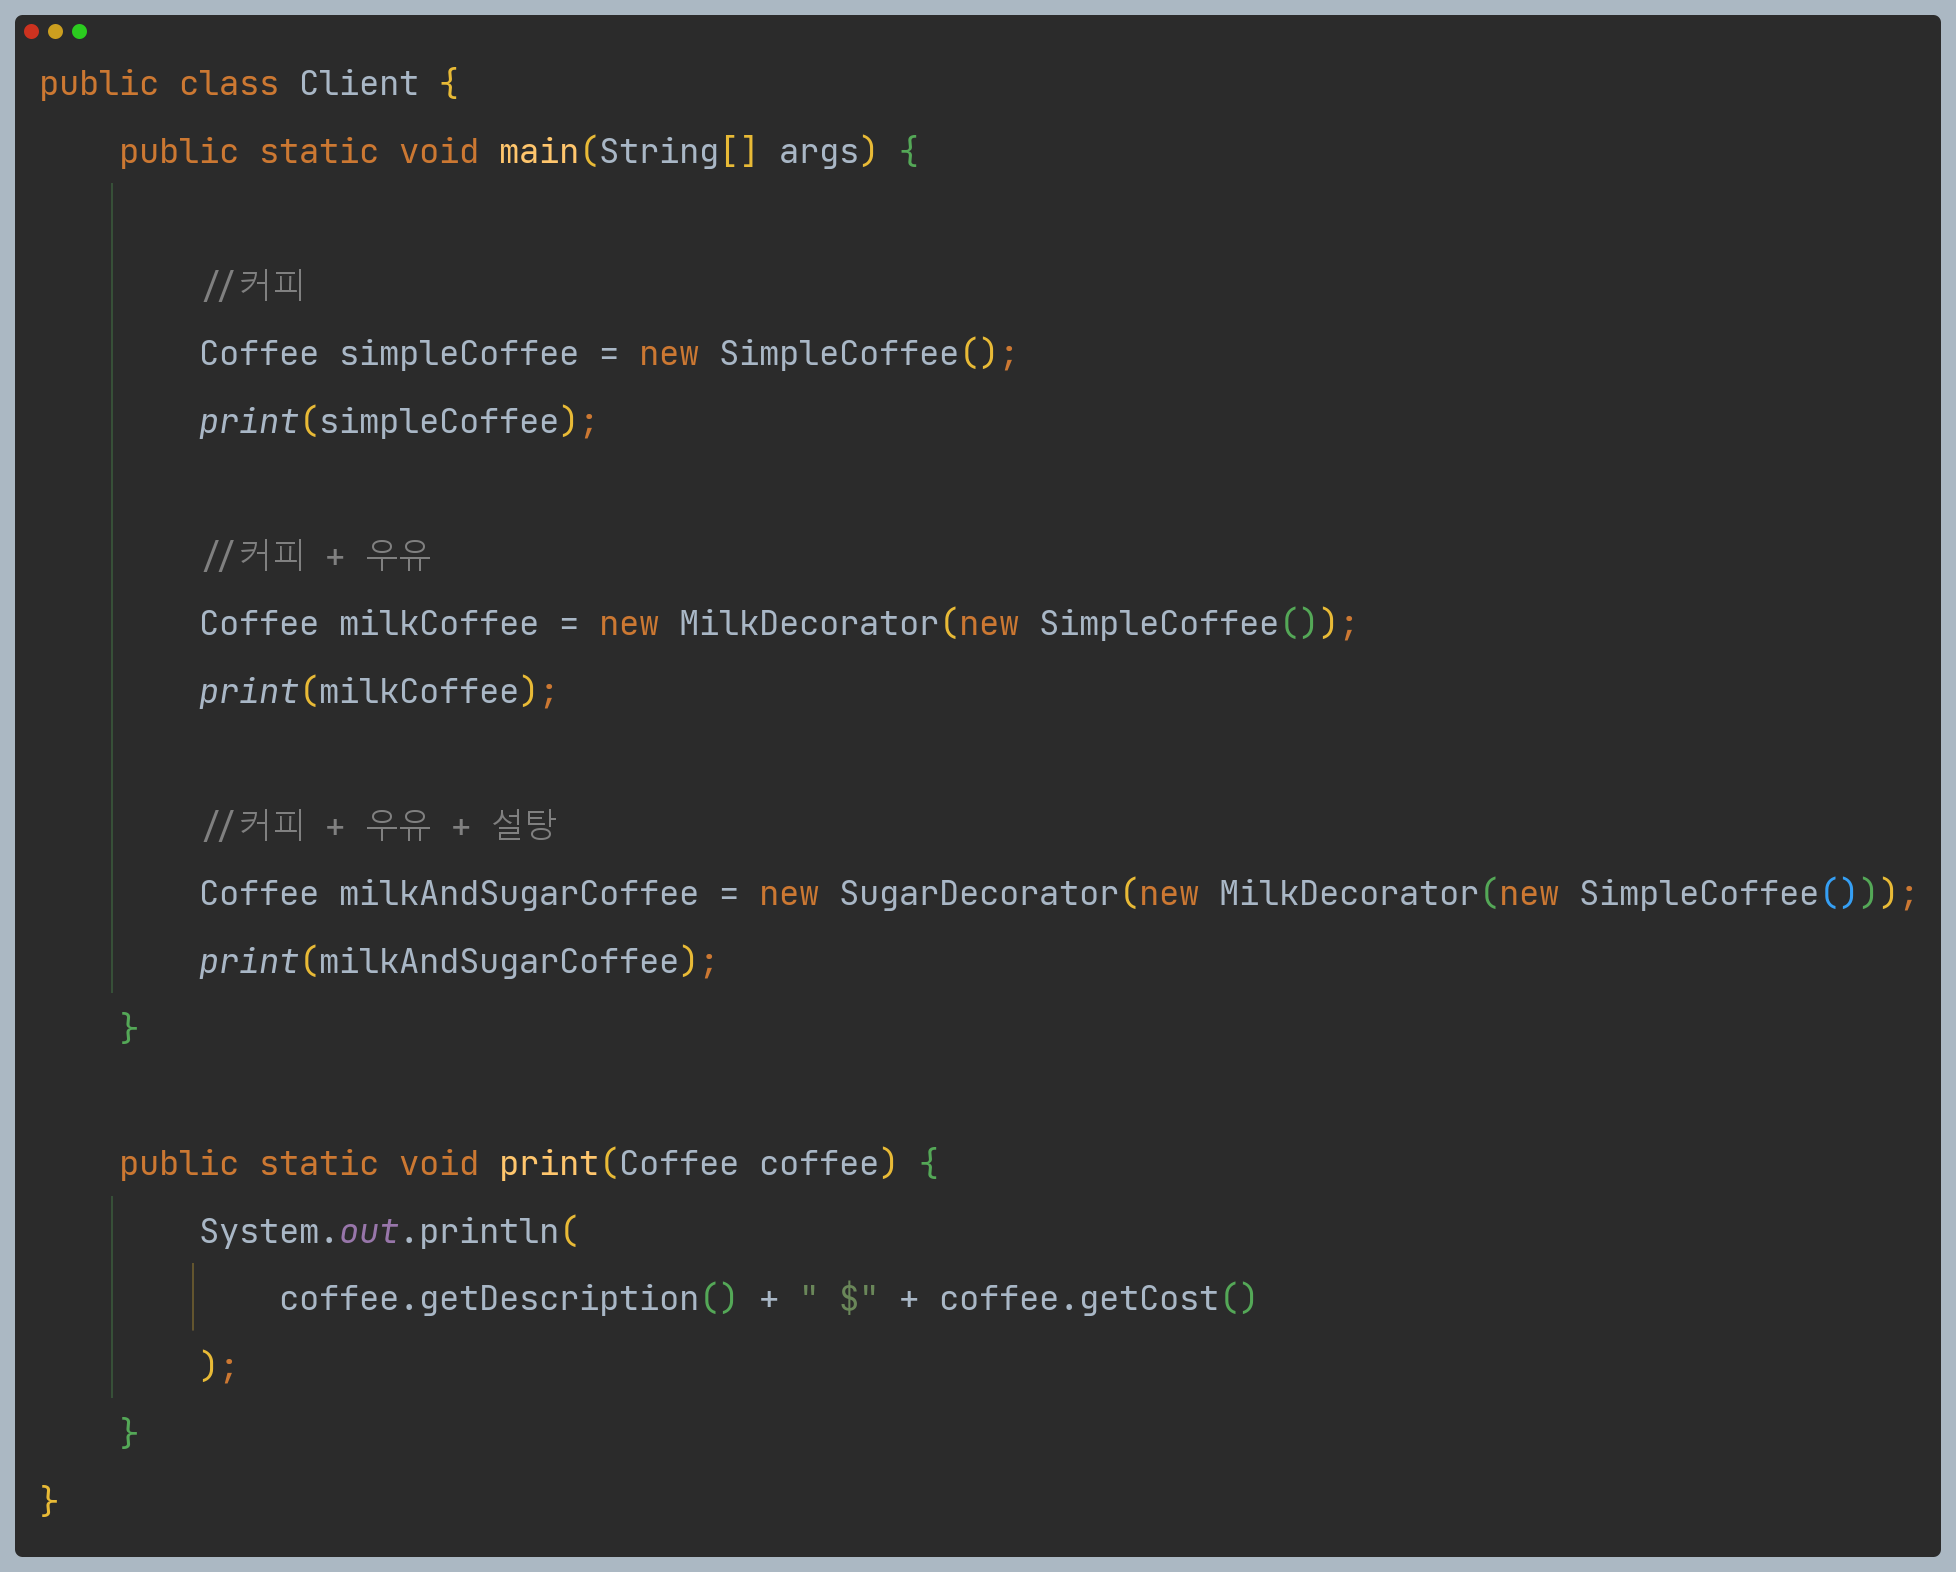 public class Client {
public static void main(String[] args) {
//커피
Coffee simpleCoffee = new SimpleCoffee();
print(simpleCoffee);
//커피 + 우유
Coffee milkCoffee = new MilkDecorator(new SimpleCoffee());
print(milkCoffee);
//커피 + 우유 + 설탕
Coffee milkAndSugarCoffee = new SugarDecorator(new MilkDecorator(new SimpleCoffee()));
print(milkAndSugarCoffee);
}
public static void print(Coffee coffee) {
System.out.println(
coffee.getDescription() + " $" + coffee.getCost()
);
}
}